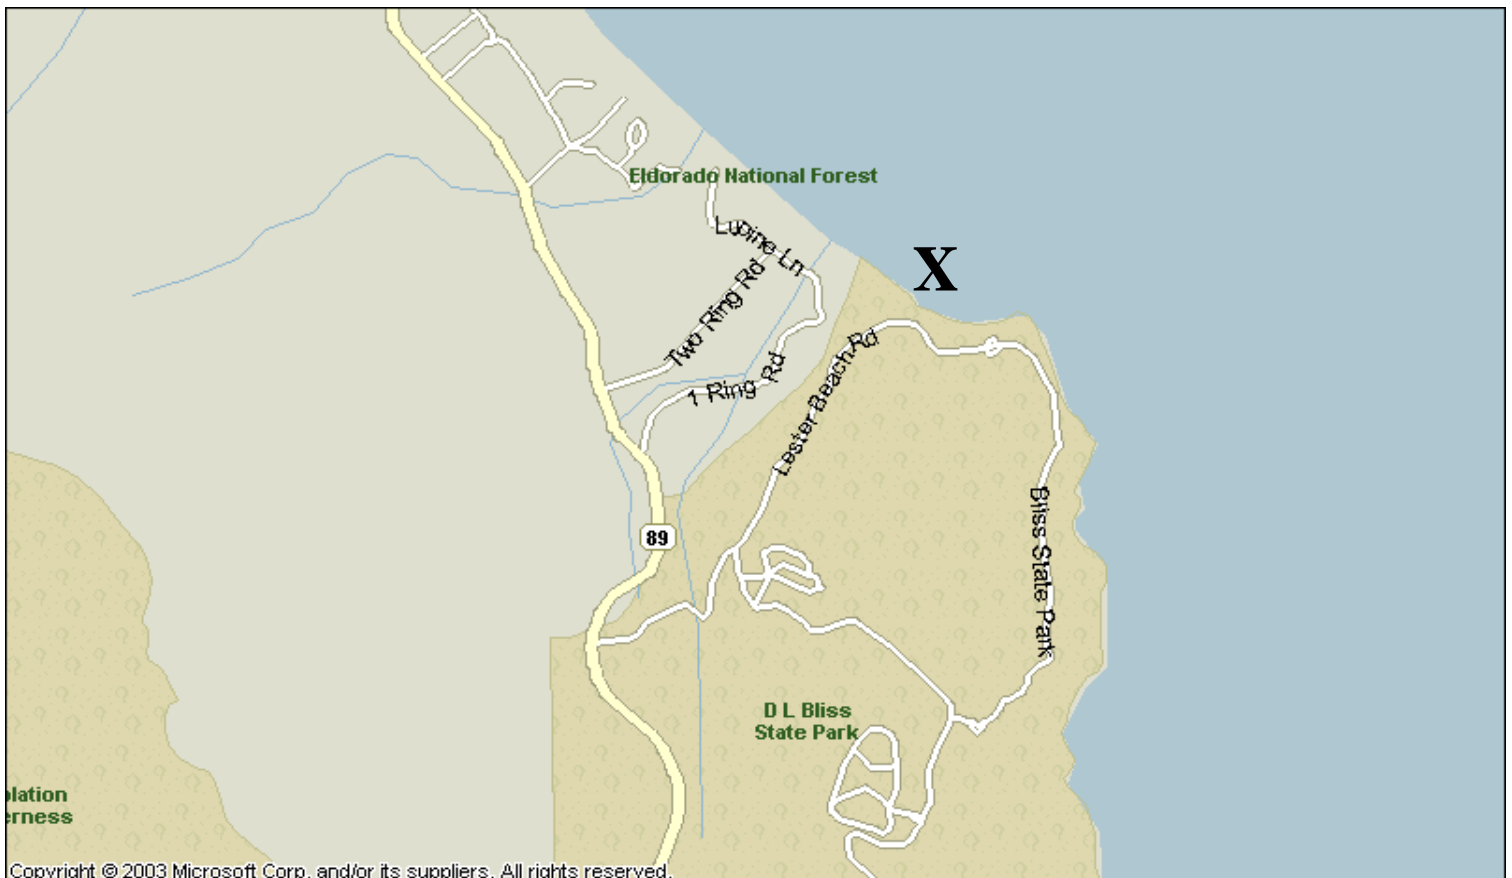 Eldorado National Forest
Lupine Ln
X
Two Ring Rd
Lester Beach Rd
1 Ring Rd
Bliss State Park
89
D L Bliss
State Park
olation
erness
Copyright © 2003 Microsoft Corp. and/or its suppliers. All rights reserved.